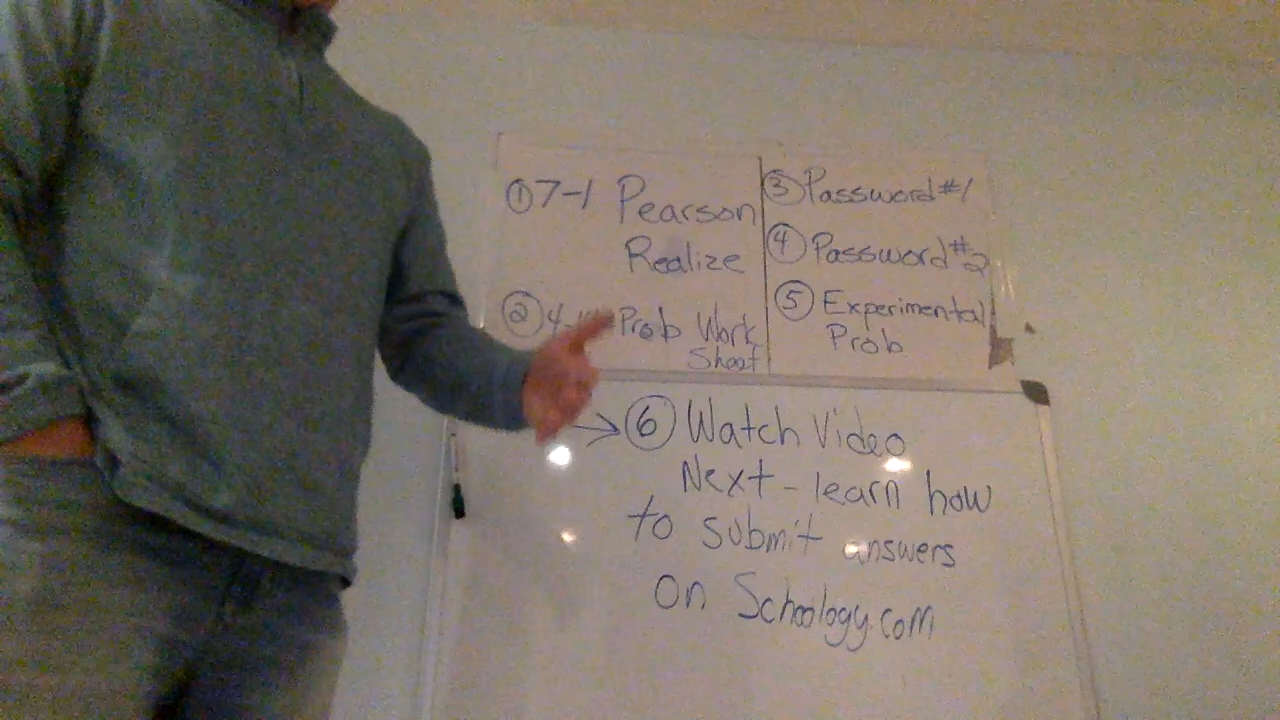 ① 7-1 Pearson
Realize
② Prob Work
Sheet
③ Password #1
④ Password #2
⑤ Experimental
Prob
→ ⑥ Watch Video
Next - learn how
to submit answers
on Schoology.com